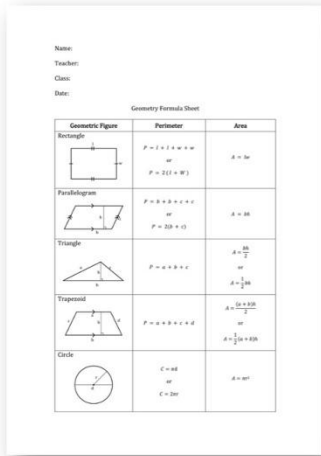 Name:
Teacher:
Class:
Date:
Geometry Formula Sheet
Geometric Figure Perimeter Area
Rectangle
l
w
P = l + l + w + w
or
P = 2(l + W)
A = lw
Parallelogram
h
b
P = b + b + c + c
or
P = 2(b + c)
A = bh
Triangle
h
b
P = a + b + c
A = bh/2
or
A = 1/2 bh
Trapezoid
c
h
d
b
P = a + b + c + d
A = (a + b)h/2
or
A = 1/2 (a + b)h
Circle
r
d
C = πd
or
C = 2πr
A = πr²